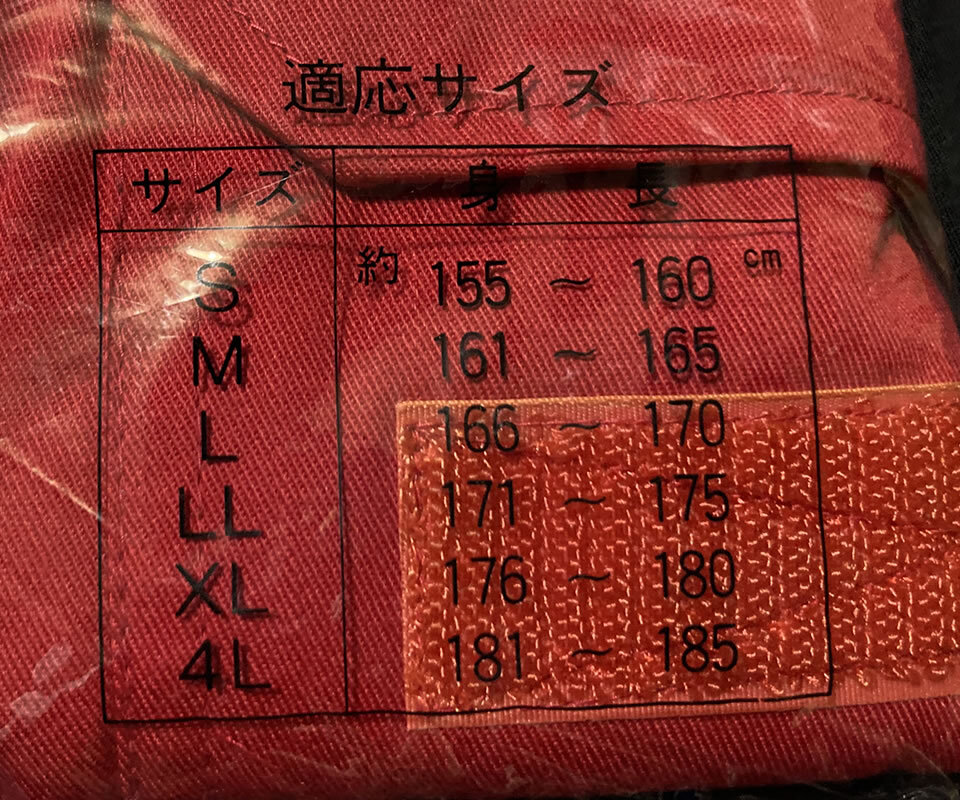 適応サイズ
サイズ 身長
S 約 155 ～ 160 cm
M 161 ～ 165
L 166 ～ 170
LL 171 ～ 175
XL 176 ～ 180
4L 181 ～ 185